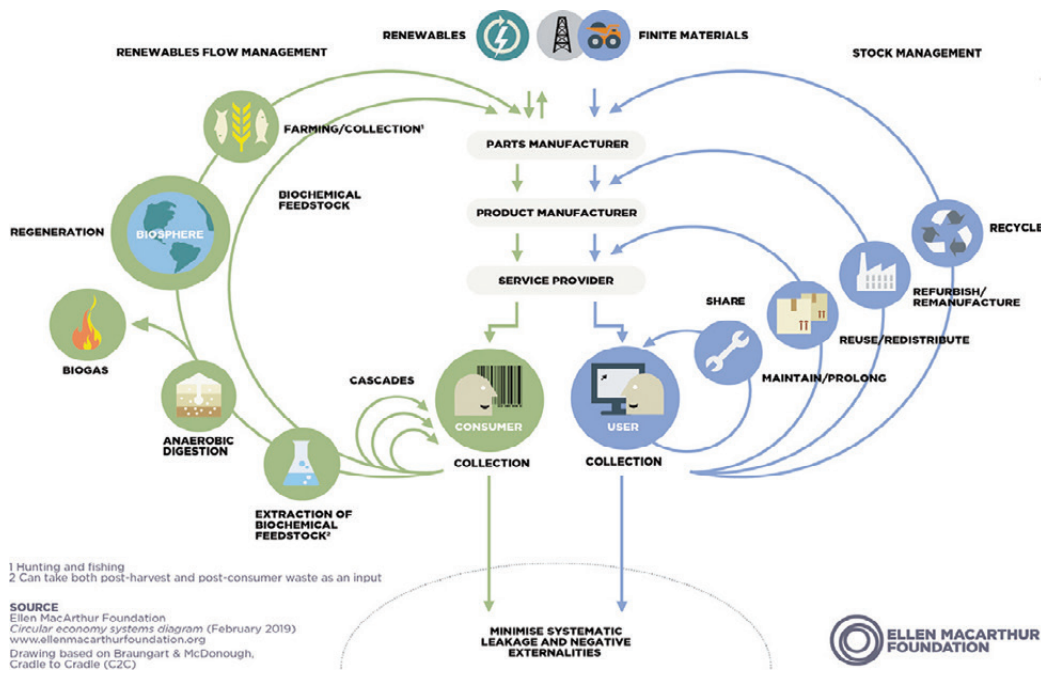 RENEWABLES
FINITE MATERIALS
RENEWABLES FLOW MANAGEMENT
STOCK MANAGEMENT
FARMING/COLLECTION¹
PARTS MANUFACTURER
BIOCHEMICAL
FEEDSTOCK
PRODUCT MANUFACTURER
REGENERATION
BIOSPHERE
RECYCLE
SERVICE PROVIDER
REFURBISH/
REMANUFACTURE
SHARE
REUSE/REDISTRIBUTE
BIOGAS
CASCADES
MAINTAIN/PROLONG
CONSUMER
USER
ANAEROBIC
DIGESTION
COLLECTION
COLLECTION
EXTRACTION OF
BIOCHEMICAL
FEEDSTOCK²
1 Hunting and fishing
2 Can take both post-harvest and post-consumer waste as an input
SOURCE
Ellen MacArthur Foundation
Circular economy systems diagram (February 2019)
www.ellenmacarthurfoundation.org
Drawing based on Braungart & McDonough,
Cradle to Cradle (C2C)
MINIMISE SYSTEMATIC
LEAKAGE AND NEGATIVE
EXTERNALITIES
ELLEN MACARTHUR
FOUNDATION